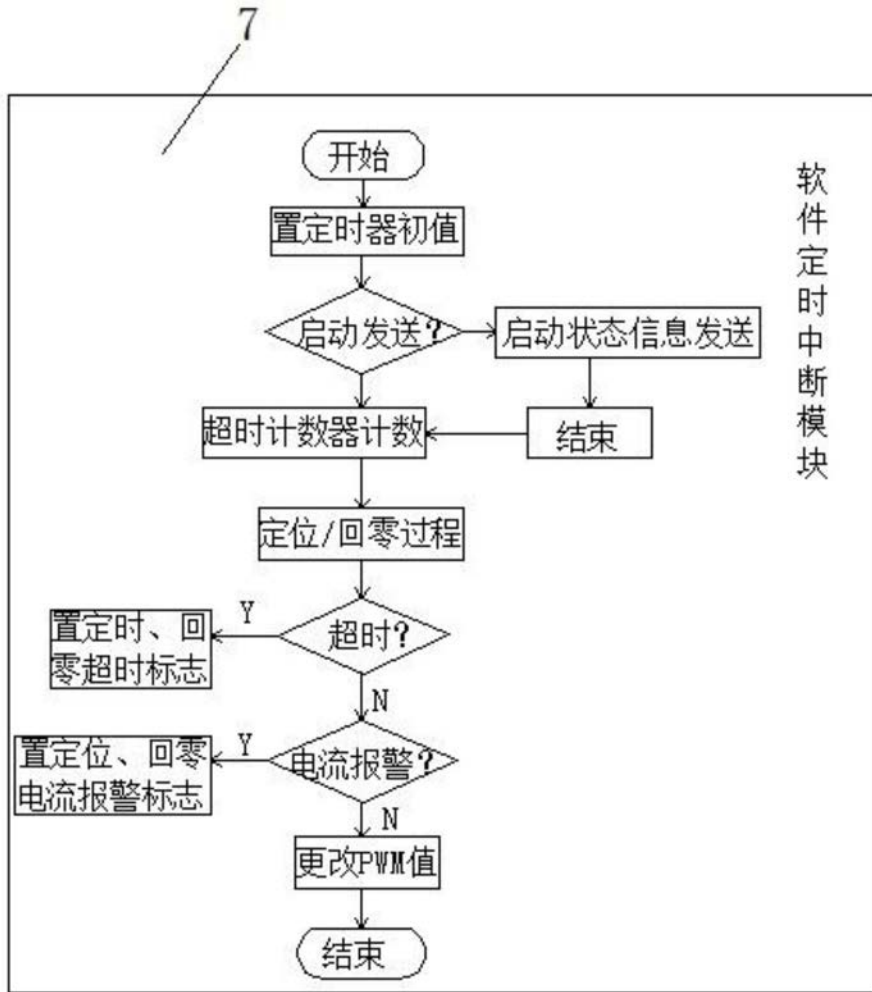 7
开始
软件定时中断模块
置定时器初值
启动发送？
启动状态信息发送
超时计数器计数
结束
定位/回零过程
超时？
Y
置定时、回
零超时标志
N
电流报警？
Y
置定位、回零
电流报警标志
N
更改PWM值
结束